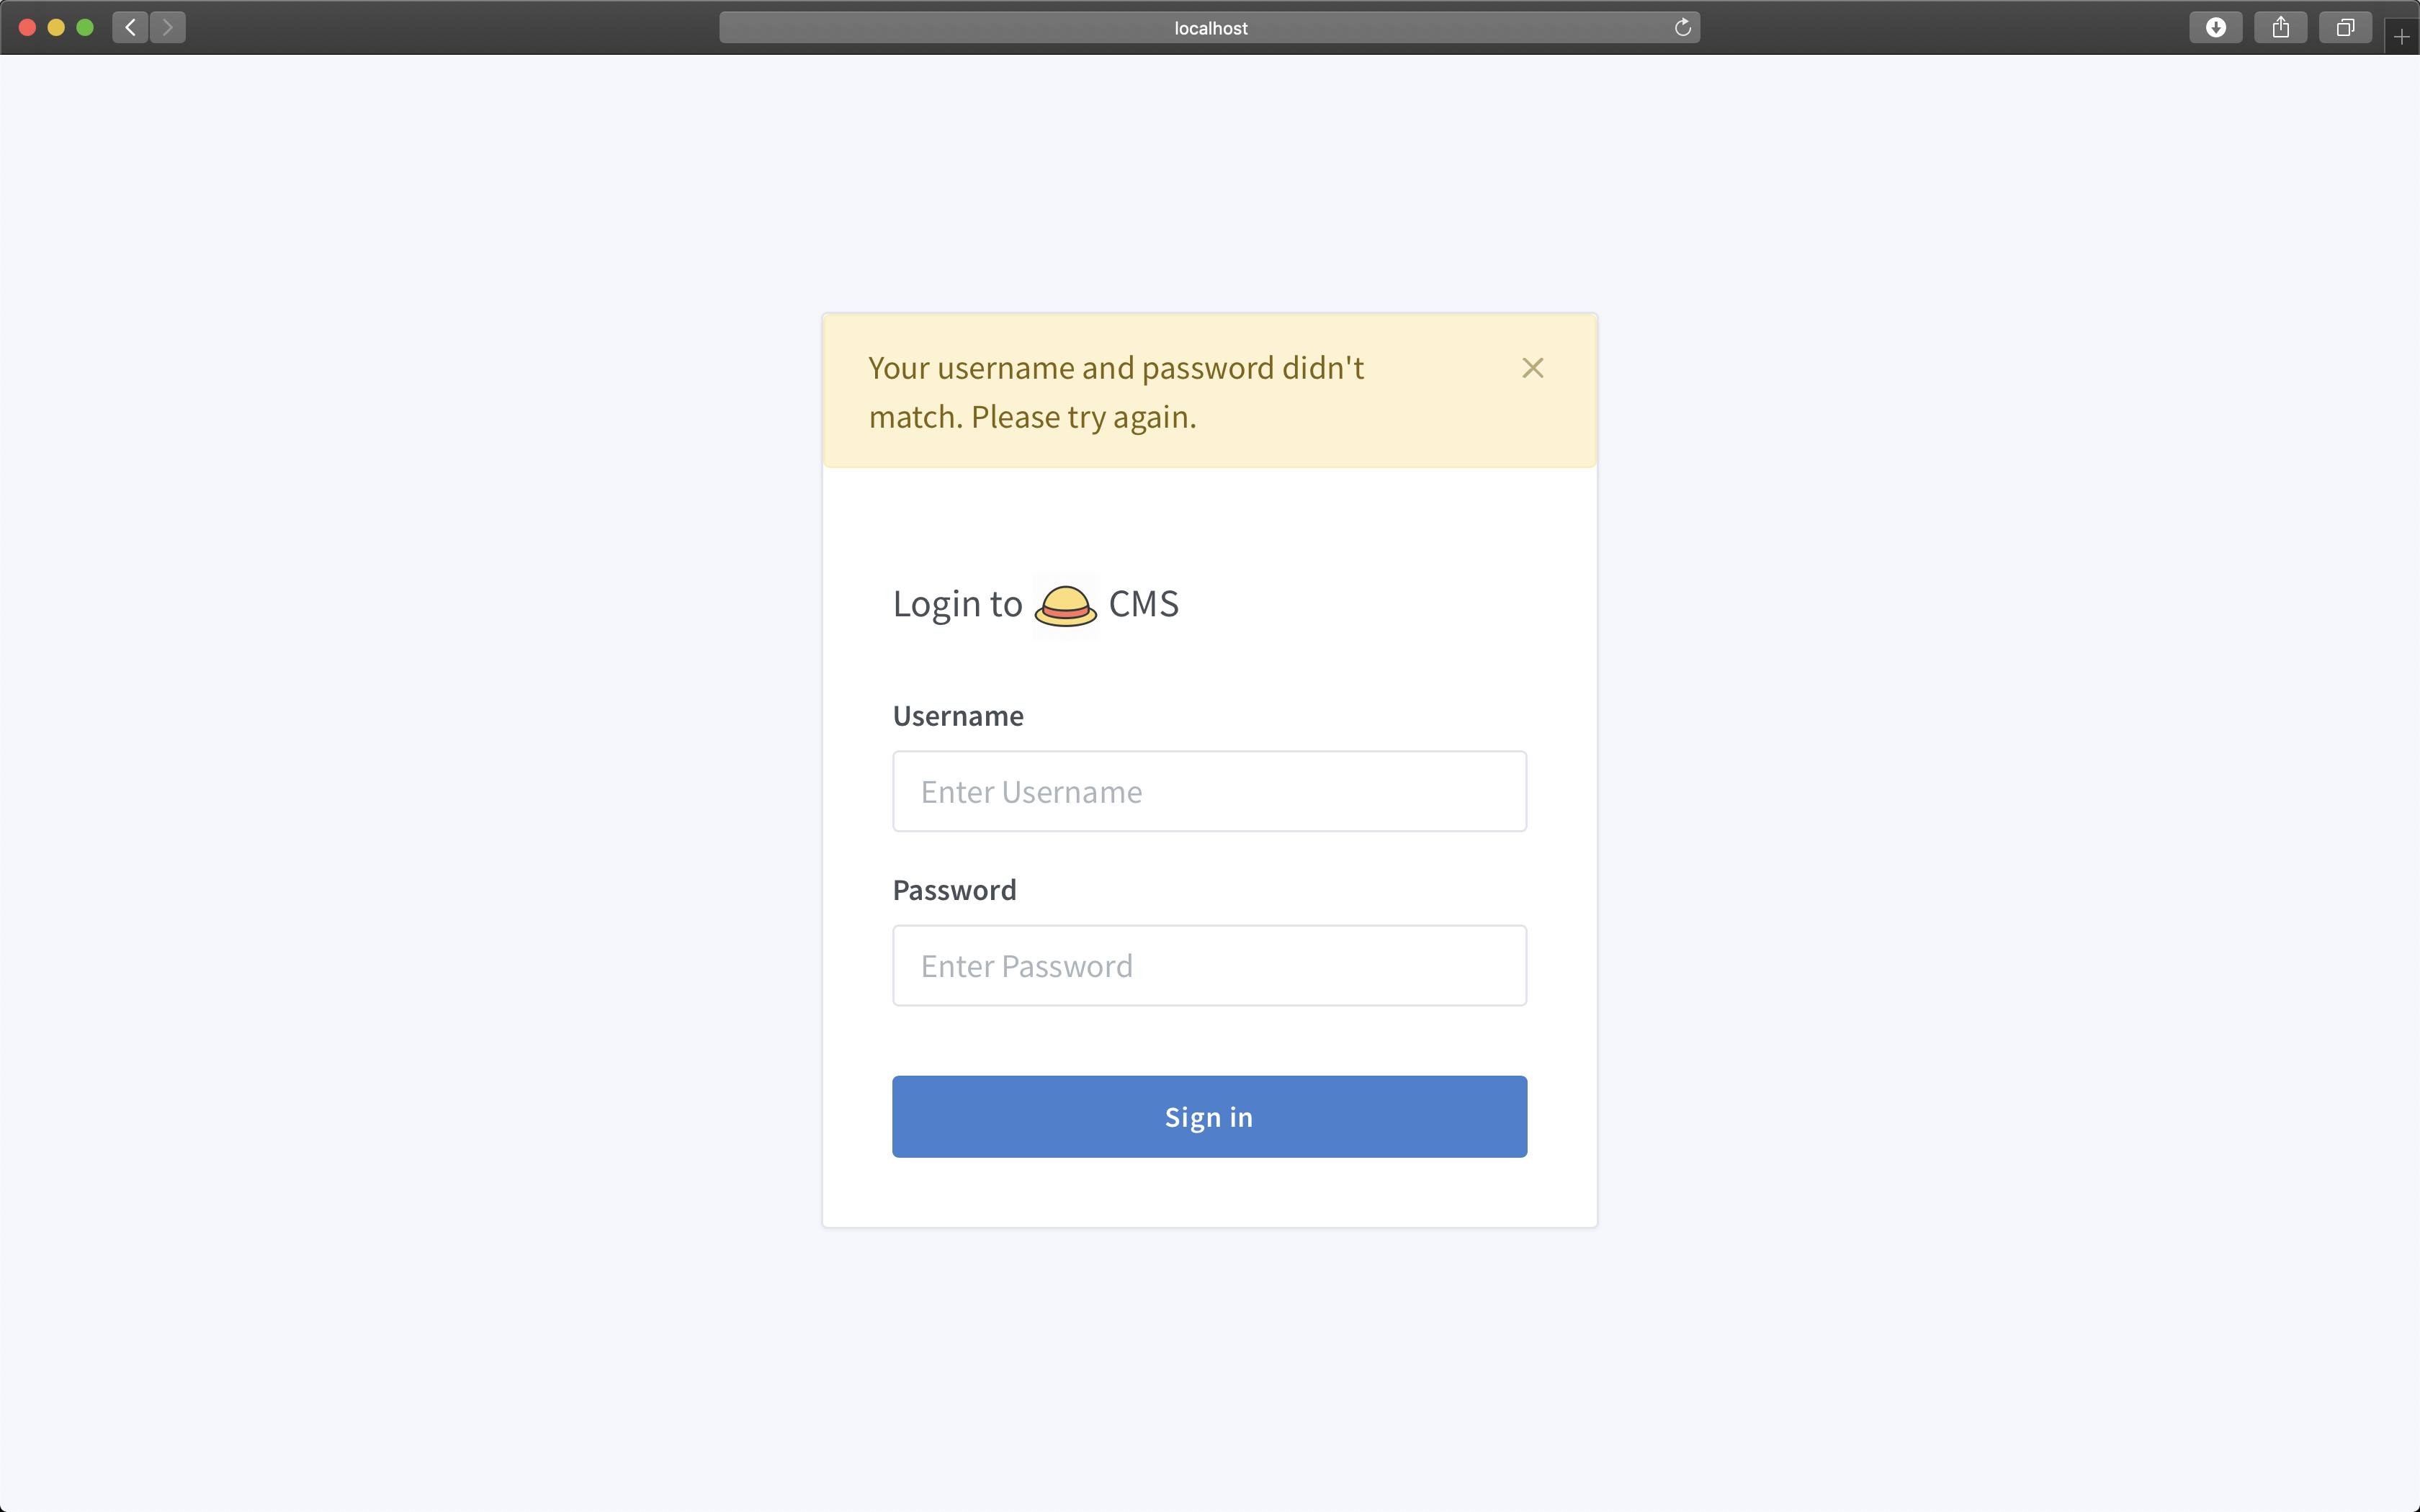 localhost
Your username and password didn't
match. Please try again.
Login to CMS
Username
Enter Username
Password
Enter Password
Sign in